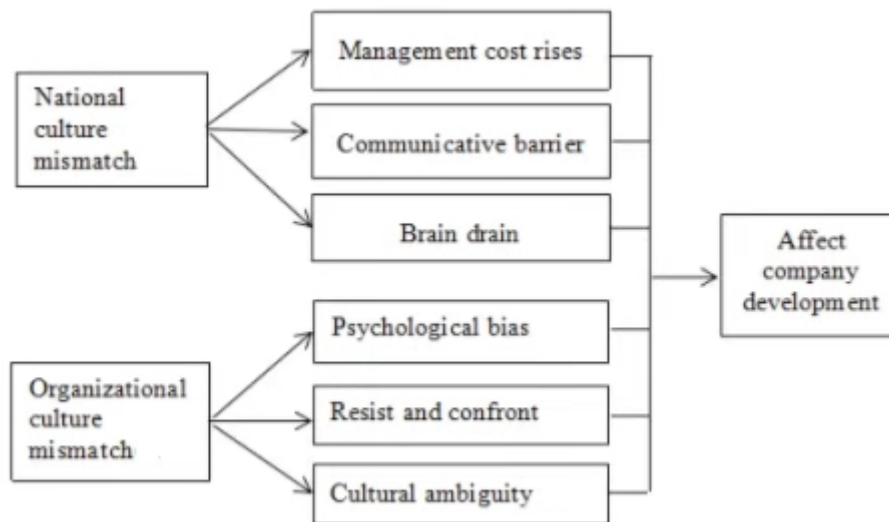 National
culture
mismatch
Management cost rises
Communicative barrier
Brain drain
Organizational
culture
mismatch
Psychological bias
Resist and confront
Cultural ambiguity
Affect
company
development